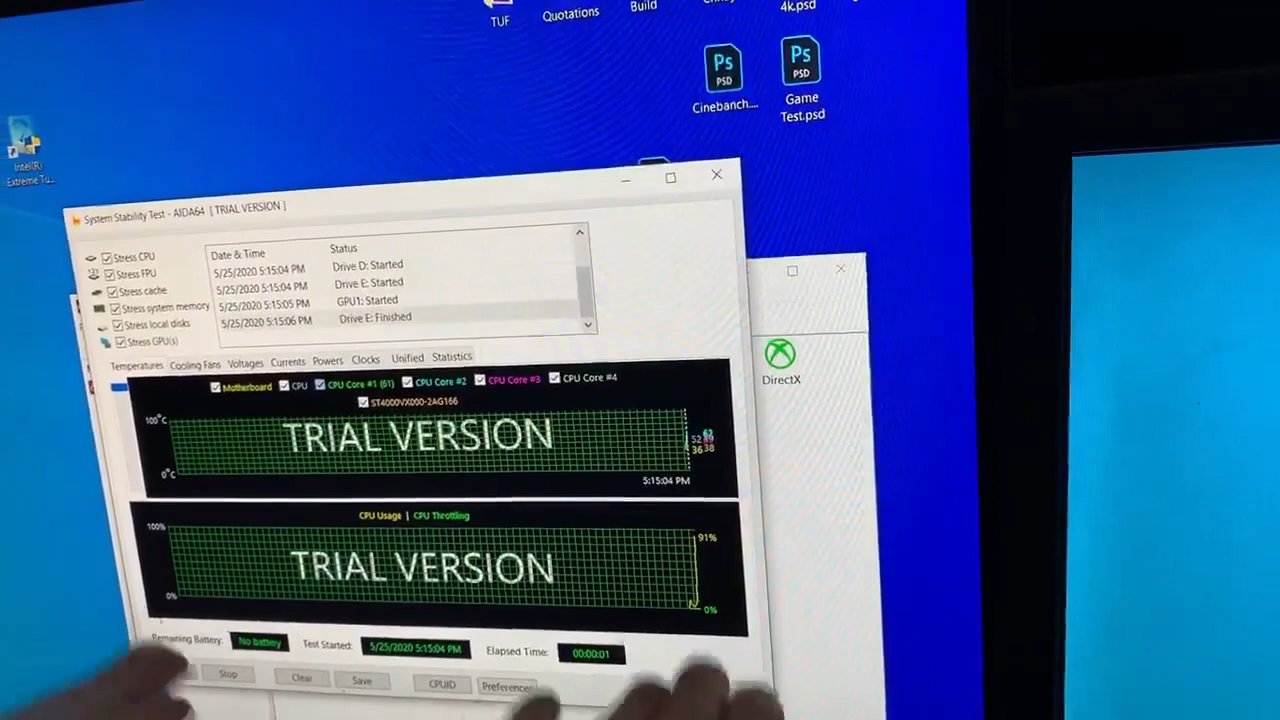 TUF
Quotations
Build
4k.psd
Ps
PSD
Cinebanch....
Ps
PSD
Game
Test.psd
Intel(R)
Extreme Tu...
System Stability Test - AIDA64 [ TRIAL VERSION ]
Stress CPU
Stress FPU
Stress cache
Stress system memory
Stress local disks
Stress GPU(s)
Date & Time Status
5/25/2020 5:15:04 PM Drive D: Started
5/25/2020 5:15:04 PM Drive E: Started
5/25/2020 5:15:05 PM GPU1: Started
5/25/2020 5:15:06 PM Drive E: Finished
Temperatures Cooling Fans Voltages Currents Powers Clocks Unified Statistics
Motherboard CPU CPU Core #1 (61) CPU Core #2 CPU Core #3 CPU Core #4
ST4000VX000-2AG166
100°C
TRIAL VERSION
0°C
36 38
5:15:04 PM
CPU Usage | CPU Throttling
100%
91%
TRIAL VERSION
0%
0%
Remaining Battery: No battery Test Started: 5/25/2020 5:15:04 PM Elapsed Time: 00:00:01
Stop Clear Save CPUID Preferences
DirectX